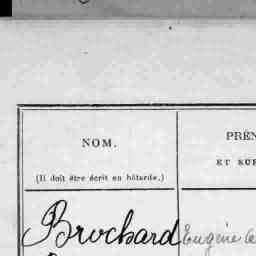 NOM.
PRÉN
ET SUR
(Il doit être écrit en bâtarde.)
Brochard Eugène